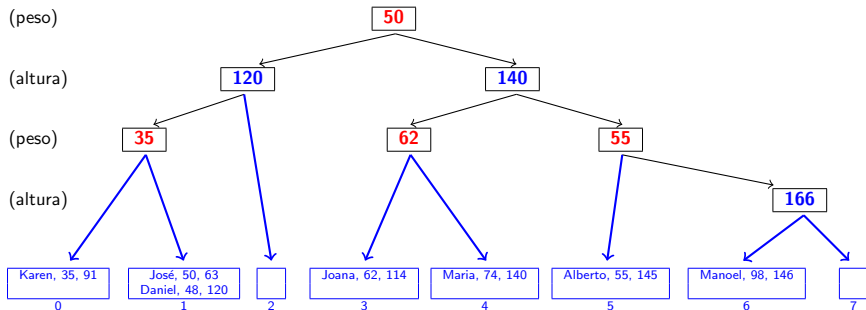 (peso) 50
(altura) 120 140
(peso) 35 62 55
(altura) 166
Karen, 35, 91
José, 50, 63
Daniel, 48, 120
Joana, 62, 114
Maria, 74, 140
Alberto, 55, 145
Manoel, 98, 146
0 1 2 3 4 5 6 7